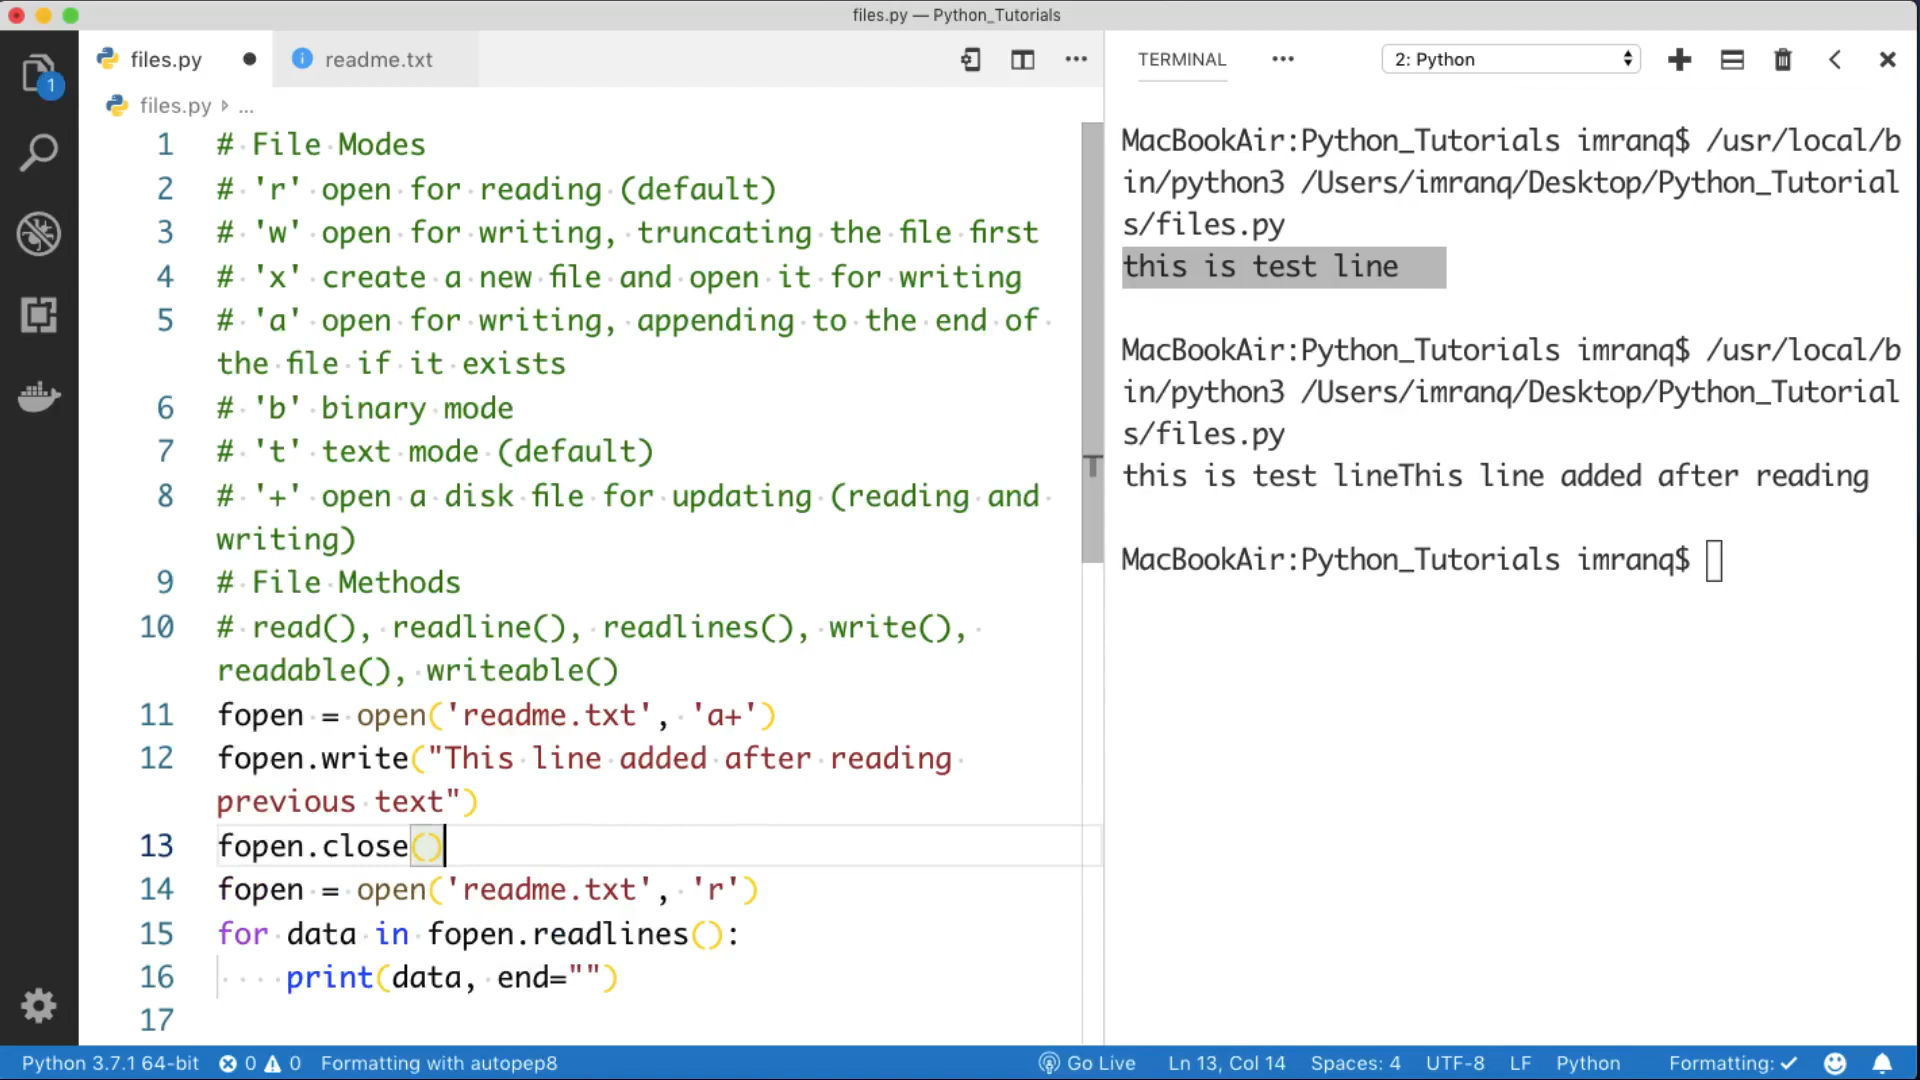 files.py — Python_Tutorials
files.py
readme.txt
TERMINAL
2: Python
1
files.py
...
1 # File Modes
2 # 'r' open for reading (default)
3 # 'w' open for writing, truncating the file first
4 # 'x' create a new file and open it for writing
5 # 'a' open for writing, appending to the end of
the file if it exists
6 # 'b' binary mode
7 # 't' text mode (default)
8 # '+' open a disk file for updating (reading and
writing)
9 # File Methods
10 # read(), readline(), readlines(), write(),
readable(), writeable()
11 fopen = open('readme.txt', 'a+')
12 fopen.write("This line added after reading
previous text")
13 fopen.close()
14 fopen = open('readme.txt', 'r')
15 for data in fopen.readlines():
16 print(data, end="")
17
MacBookAir:Python_Tutorials imranq$ /usr/local/b
in/python3 /Users/imranq/Desktop/Python_Tutorial
s/files.py
this is test line
MacBookAir:Python_Tutorials imranq$ /usr/local/b
in/python3 /Users/imranq/Desktop/Python_Tutorial
s/files.py
this is test lineThis line added after reading
MacBookAir:Python_Tutorials imranq$
Python 3.7.1 64-bit 0 0 Formatting with autopep8 Go Live Ln 13, Col 14 Spaces: 4 UTF-8 LF Python Formatting: ✓